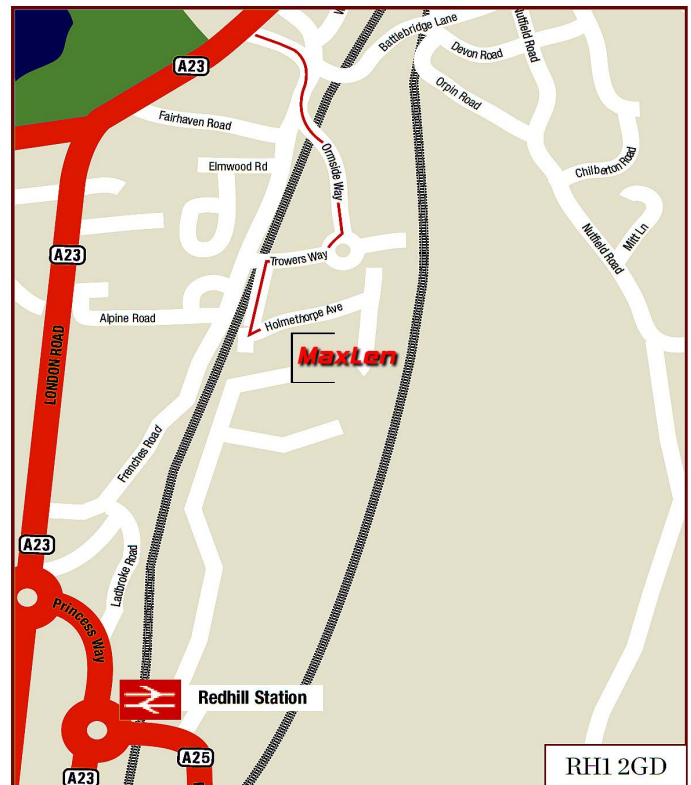 Battlebridge Lane
Nutfield Road
Devon Road
A23
Orpin Road
Fairhaven Road
Ormside Way
Elmwood Rd
Chilberton Road
A23
Trowers Way
Nutfield Road
Mitt Ln
Alpine Road
Holmethorpe Ave
LONDON ROAD
MaxLen
Frenches Road
A23
Ladbroke Road
Princess Way
Redhill Station
A25
A23
RH1 2GD